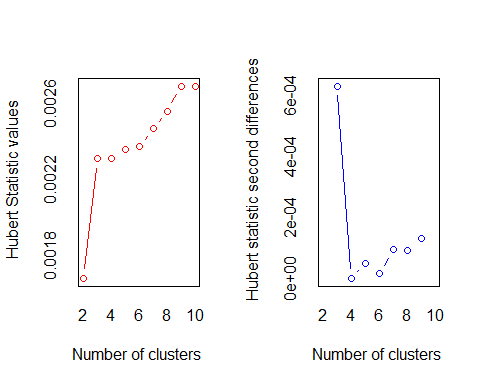 Hubert Statistic values
0.0018 0.0022 0.0026
2 4 6 8 10
Number of clusters
Hubert statistic second differences
0e+00 2e-04 4e-04 6e-04
2 4 6 8 10
Number of clusters